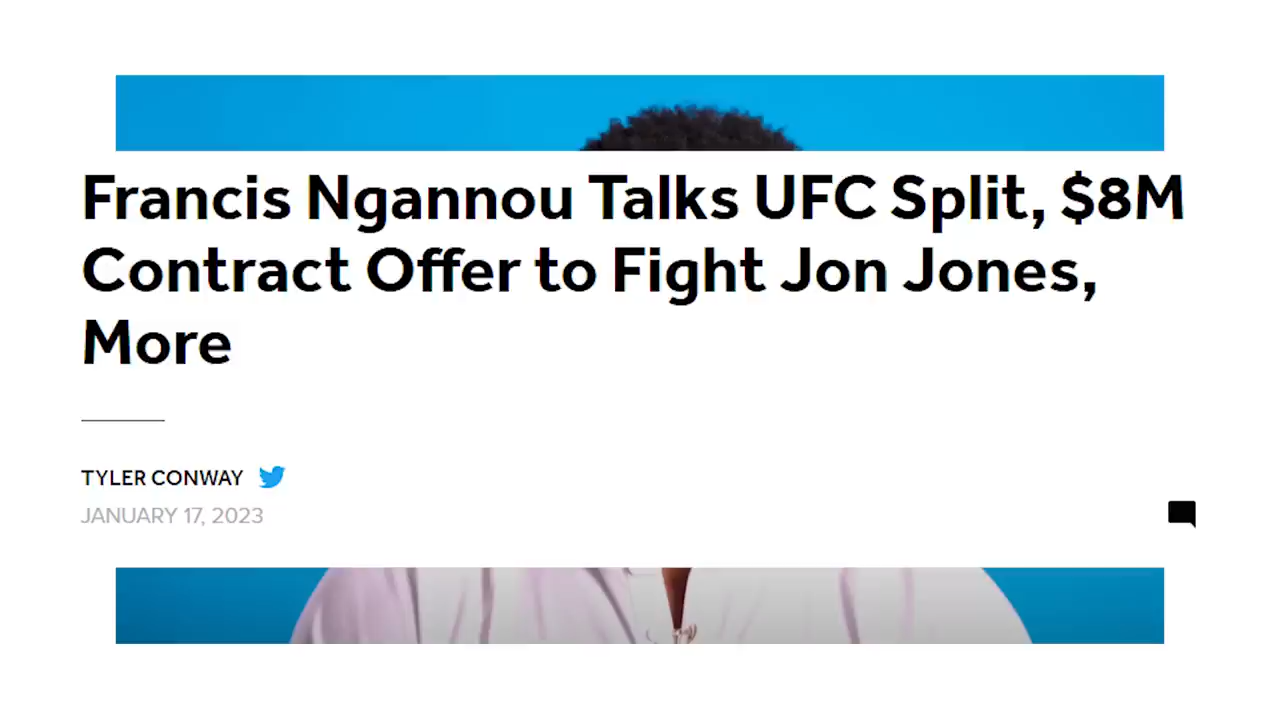 Francis Ngannou Talks UFC Split, $8M
Contract Offer to Fight Jon Jones,
More
TYLER CONWAY
JANUARY 17, 2023